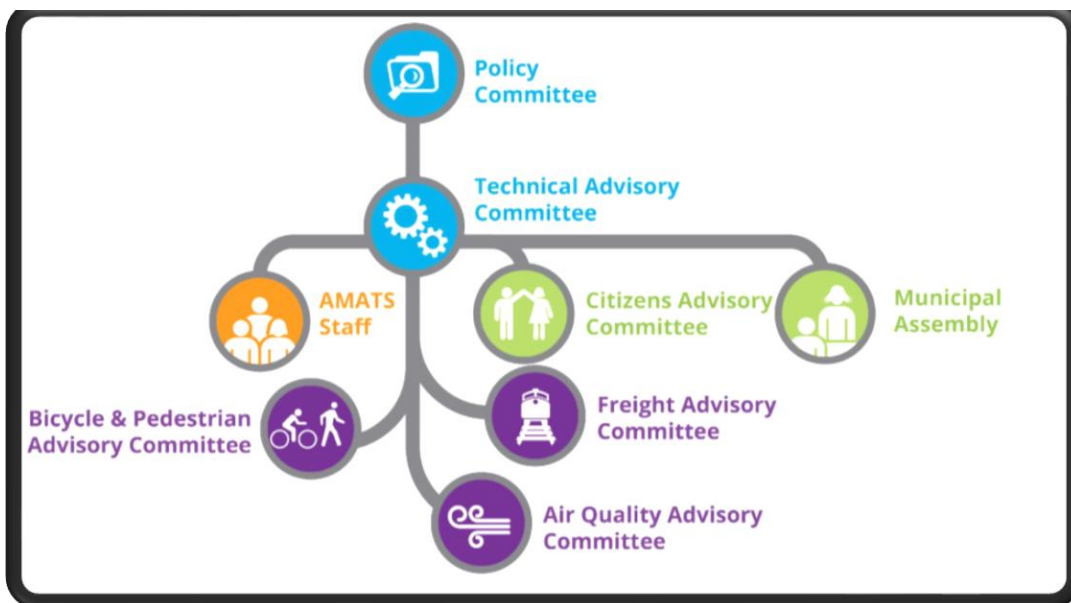 Policy
Committee
Technical Advisory
Committee
AMATS
Staff
Citizens Advisory
Committee
Municipal
Assembly
Bicycle & Pedestrian
Advisory Committee
Freight Advisory
Committee
Air Quality Advisory
Committee